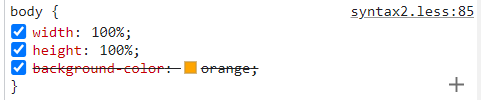 body { syntax2.less:85
width: 100%;
height: 100%;
background-color: orange;
}